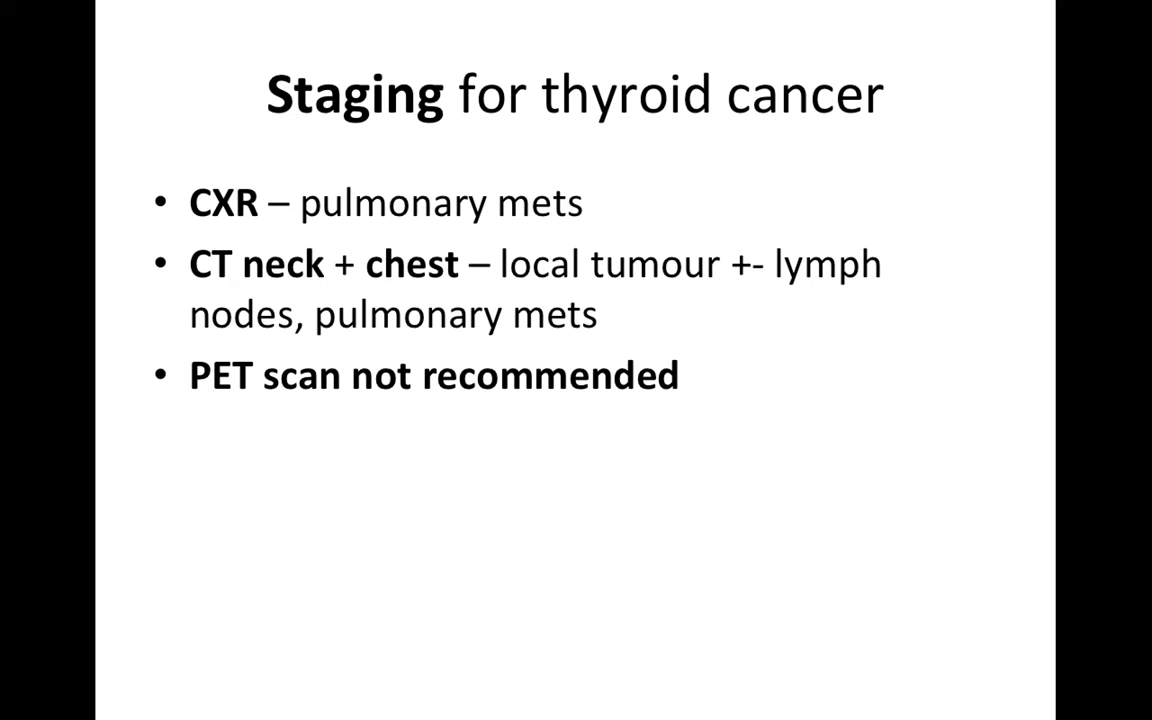 Staging for thyroid cancer
• CXR – pulmonary mets
• CT neck + chest – local tumour +- lymph
nodes, pulmonary mets
• PET scan not recommended